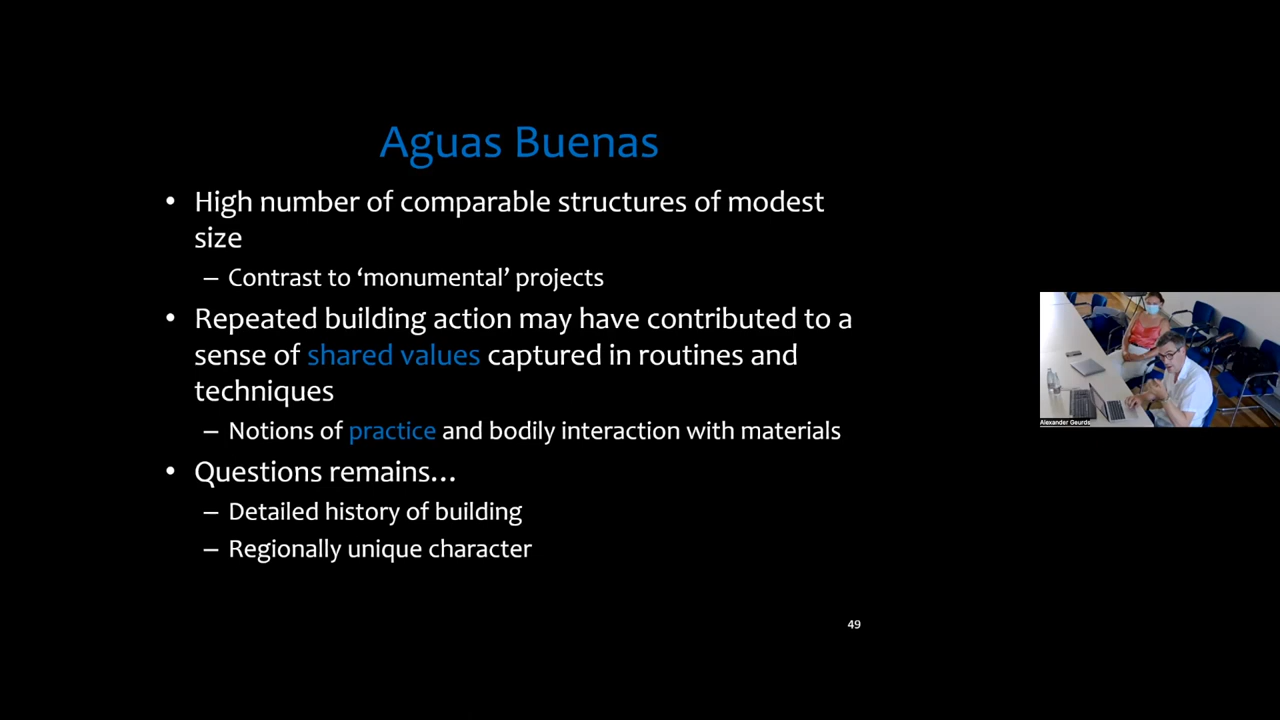 Aguas Buenas
• High number of comparable structures of modest
size
– Contrast to ‘monumental’ projects
• Repeated building action may have contributed to a
sense of shared values captured in routines and
techniques
– Notions of practice and bodily interaction with materials
• Questions remains…
– Detailed history of building
– Regionally unique character
49
Alexander Geurds